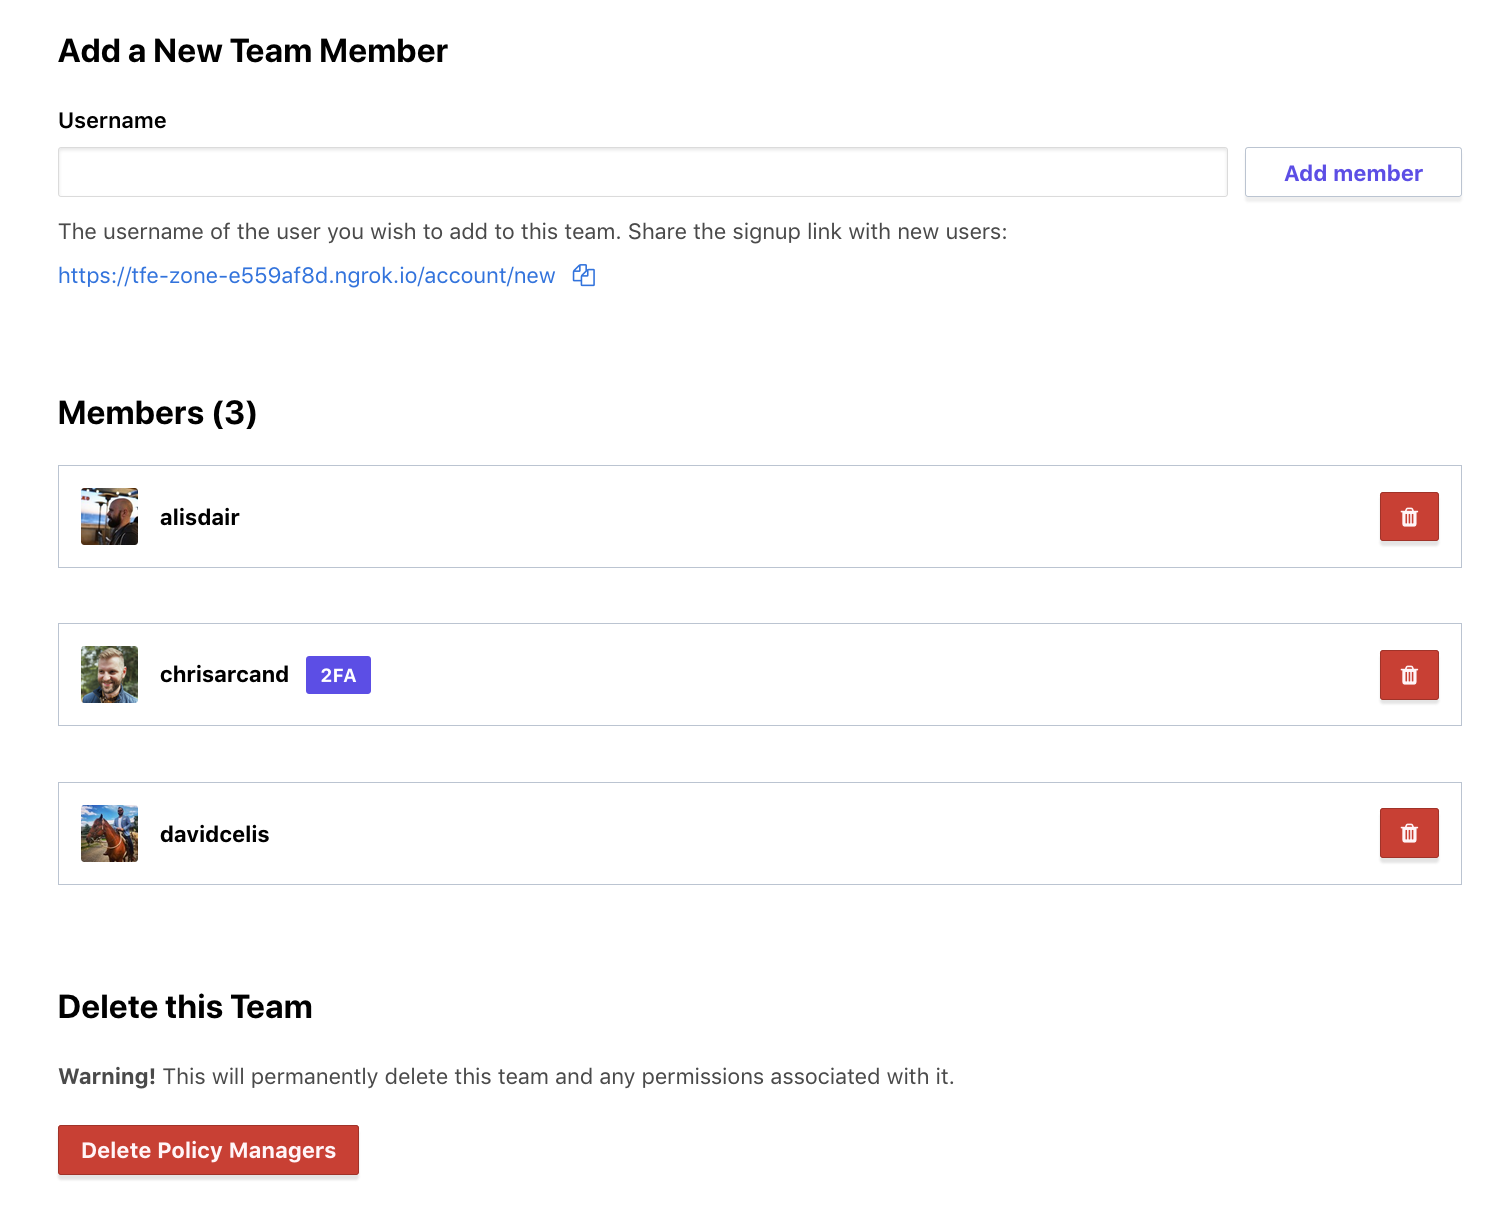 Add a New Team Member
Username
Add member
The username of the user you wish to add to this team. Share the signup link with new users:
https://tfe-zone-e559af8d.ngrok.io/account/new
Members (3)
alisdair
chrisarcand 2FA
davidcelis
Delete this Team
Warning! This will permanently delete this team and any permissions associated with it.
Delete Policy Managers